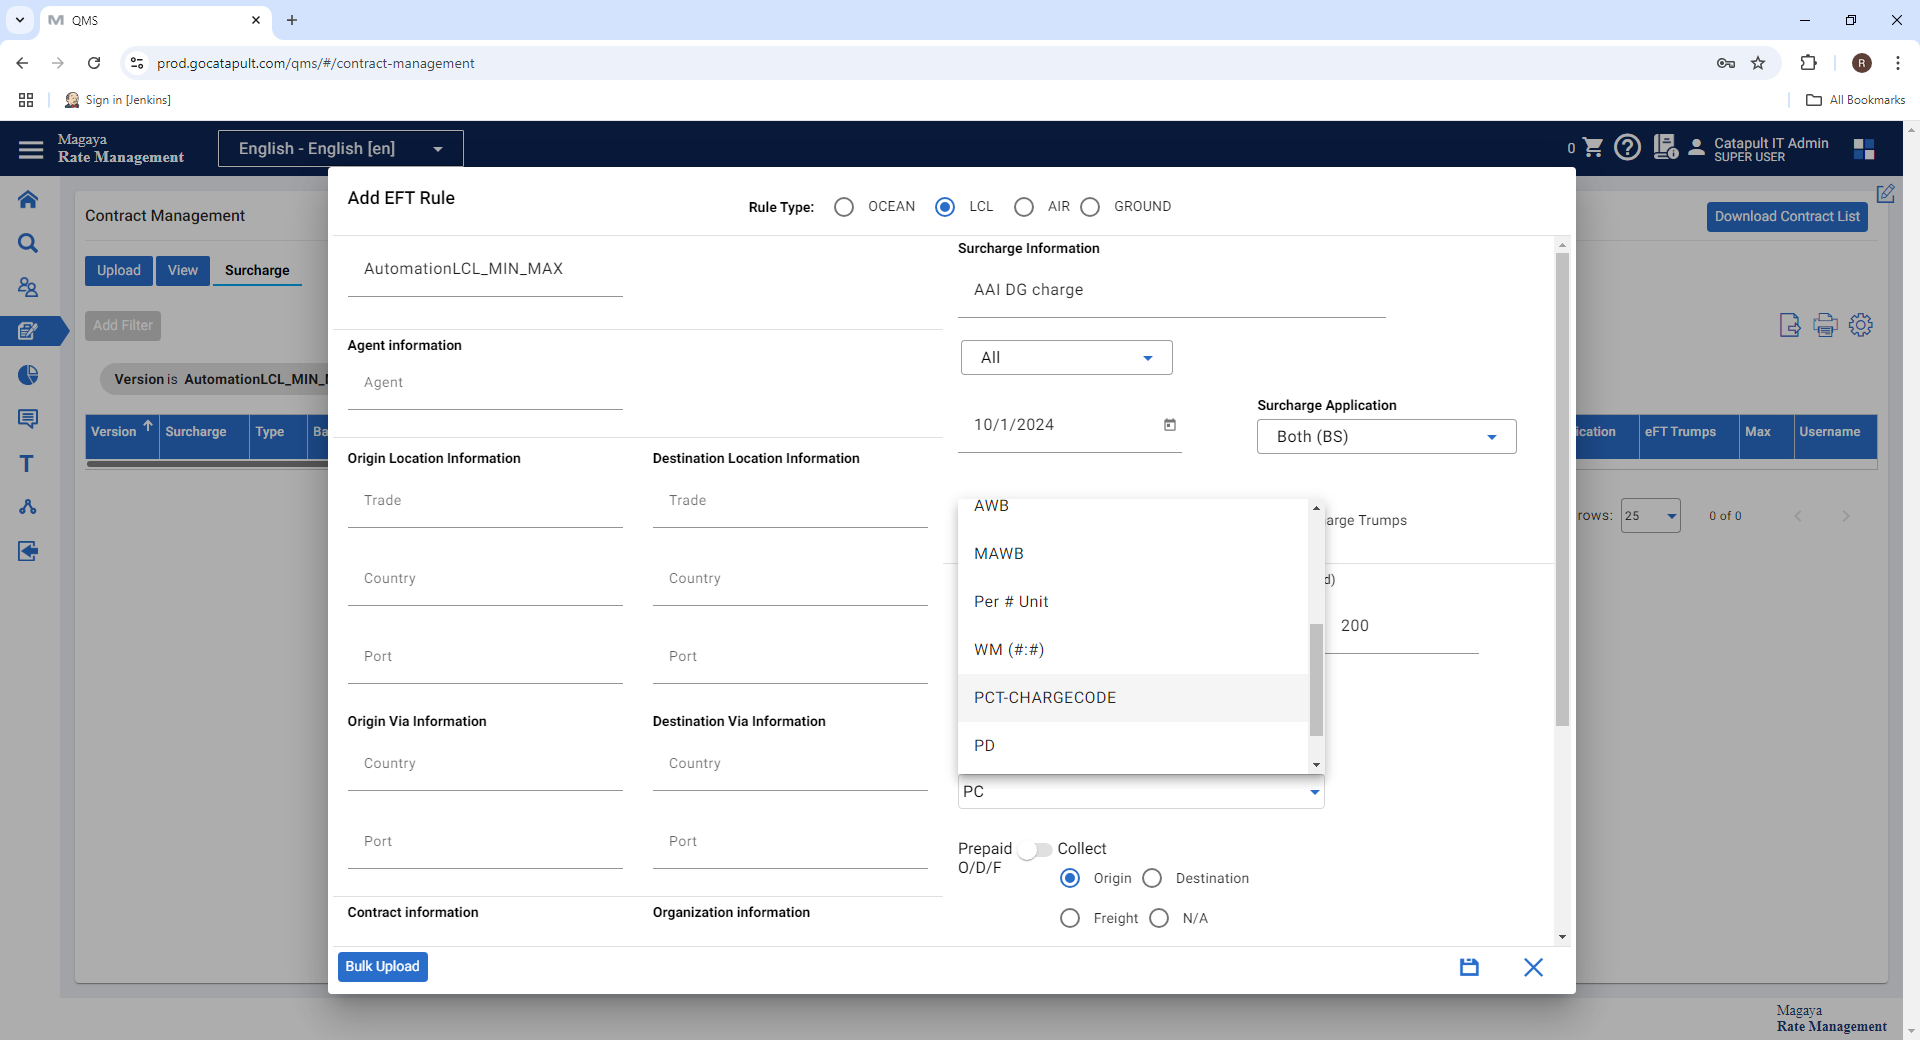 QMS
prod.gocatapult.com/qms/#/contract-management
R
Sign in [Jenkins]
All Bookmarks
Magaya
Rate Management
English - English [en]
0
Catapult IT Admin
SUPER USER
Contract Management
Download Contract List
Upload
View
Surcharge
Add Filter
Version is AutomationLCL_MIN_
Version
Surcharge
Type
Ba
ication
eFT Trumps
Max
Username
rows:
25
0 of 0
Add EFT Rule
Rule Type:
OCEAN
LCL
AIR
GROUND
AutomationLCL_MIN_MAX
Agent information
Agent
Origin Location Information
Destination Location Information
Trade
Trade
Country
Country
Port
Port
Origin Via Information
Destination Via Information
Country
Country
Port
Port
Contract information
Organization information
Surcharge Information
AAI DG charge
All
10/1/2024
Surcharge Application
Both (BS)
arge Trumps
d)
200
AWB
MAWB
Per # Unit
WM (#:#)
PCT-CHARGECODE
PD
PC
Prepaid
Collect
O/D/F
Origin
Destination
Freight
N/A
Bulk Upload
Magaya
Rate Management